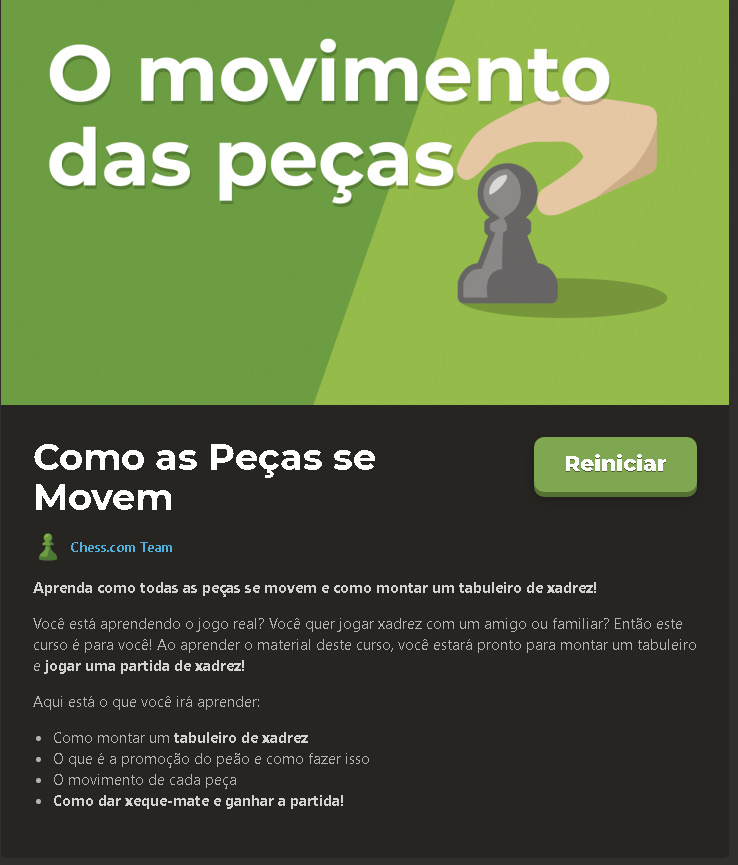 O movimento
das peças
Como as Peças se
Movem
Reiniciar
Chess.com Team
Aprenda como todas as peças se movem e como montar um tabuleiro de xadrez!
Você está aprendendo o jogo real? Você quer jogar xadrez com um amigo ou familiar? Então este
curso é para você! Ao aprender o material deste curso, você estará pronto para montar um tabuleiro
e jogar uma partida de xadrez!
Aqui está o que você irá aprender:
• Como montar um tabuleiro de xadrez
• O que é a promoção do peão e como fazer isso
• O movimento de cada peça
• Como dar xeque-mate e ganhar a partida!